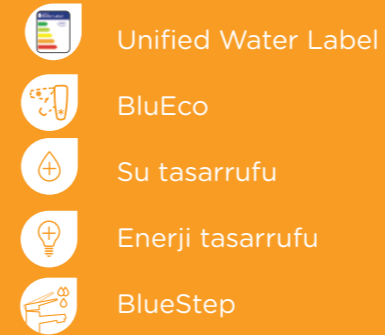 Unified Water Label
BluEco
Su tasarrufu
Enerji tasarrufu
BlueStep